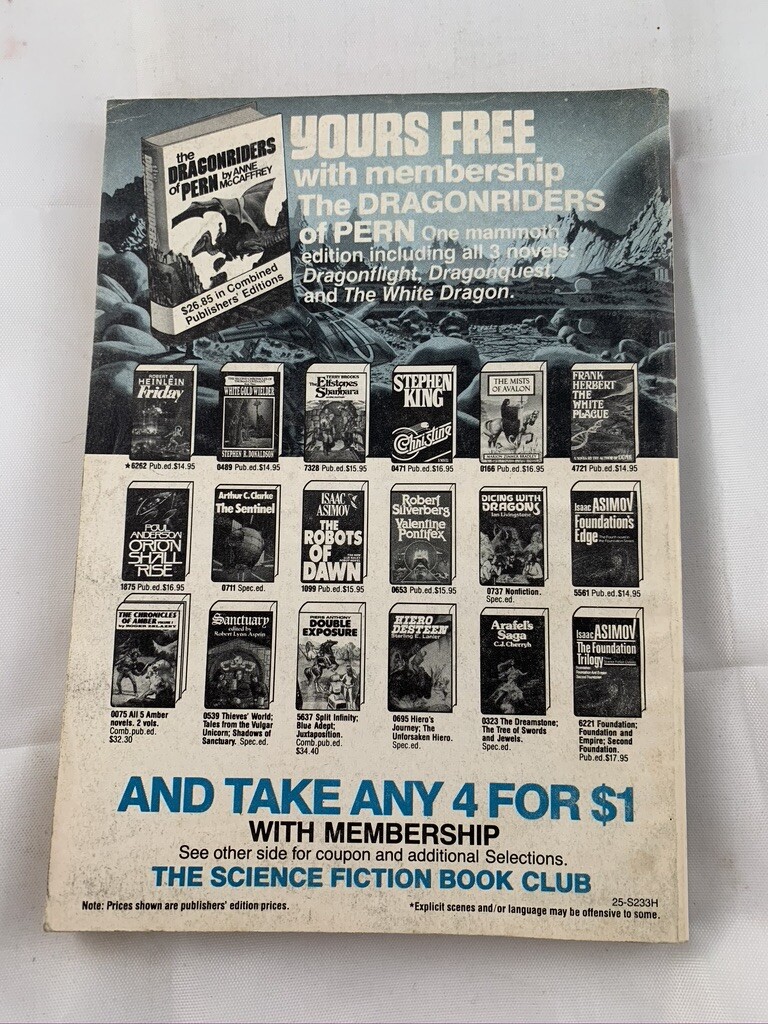 the
DRAGONRIDERS
of PERN by ANNE
McCAFFREY
$26.85 in Combined
Publishers' Editions
YOURS FREE
with membership
The DRAGONRIDERS
of PERN One mammoth
edition including all 3 novels:
Dragonflight, Dragonquest,
and The White Dragon.
ROBERT A.
HEINLEIN
Friday
WHITE GOLD WIELDER
STEPHEN R. DONALDSON
TERRY BROOKS
The Elfstones
of Shannara
STEPHEN
KING
Christine
THE MISTS
OF AVALON
MARION ZIMMER BRADLEY
FRANK
HERBERT
THE
WHITE
PLAGUE
★6262 Pub.ed.$14.95
0489 Pub.ed.$14.95
7328 Pub.ed.$15.95
0471 Pub.ed.$16.95
0166 Pub.ed.$16.95
4721 Pub.ed.$14.95
POUL
ANDERSON
ORION
SHALL
RISE
Arthur C. Clarke
The Sentinel
ISAAC
ASIMOV
THE
ROBOTS
OF
DAWN
Robert
Silverberg
Valentine
Pontifex
DICING WITH
DRAGONS
Ian Livingstone
Isaac ASIMOV
Foundation's
Edge
1875 Pub.ed.$16.95
0711 Spec.ed.
1099 Pub.ed.$15.95
0653 Pub.ed.$15.95
0737 Nonfiction.
Spec.ed.
5561 Pub.ed.$14.95
THE CHRONICLES
OF AMBER
by ROGER ZELAZNY
Sanctuary
edited by
Robert Lynn Asprin
PIERS ANTHONY
DOUBLE
EXPOSURE
HIERO
DESTEEN
Sterling E. Lanier
Arafel's
Saga
C.J. Cherryh
Isaac ASIMOV
The Foundation
Trilogy
0075 All 5 Amber
novels. 2 vols.
Comb.pub.ed.
$32.30
0539 Thieves' World;
Tales from the Vulgar
Unicorn; Shadows of
Sanctuary. Spec.ed.
5637 Split Infinity;
Blue Adept;
Juxtaposition.
Comb.pub.ed.
$34.40
0695 Hiero's
Journey; The
Unforsaken Hiero.
Spec.ed.
0323 The Dreamstone;
The Tree of Swords
and Jewels.
Spec.ed.
6221 Foundation;
Foundation and
Empire; Second
Foundation.
Pub.ed.$17.95
AND TAKE ANY 4 FOR $1
WITH MEMBERSHIP
See other side for coupon and additional Selections.
THE SCIENCE FICTION BOOK CLUB
25-S233H
Note: Prices shown are publishers' edition prices.
*Explicit scenes and/or language may be offensive to some.